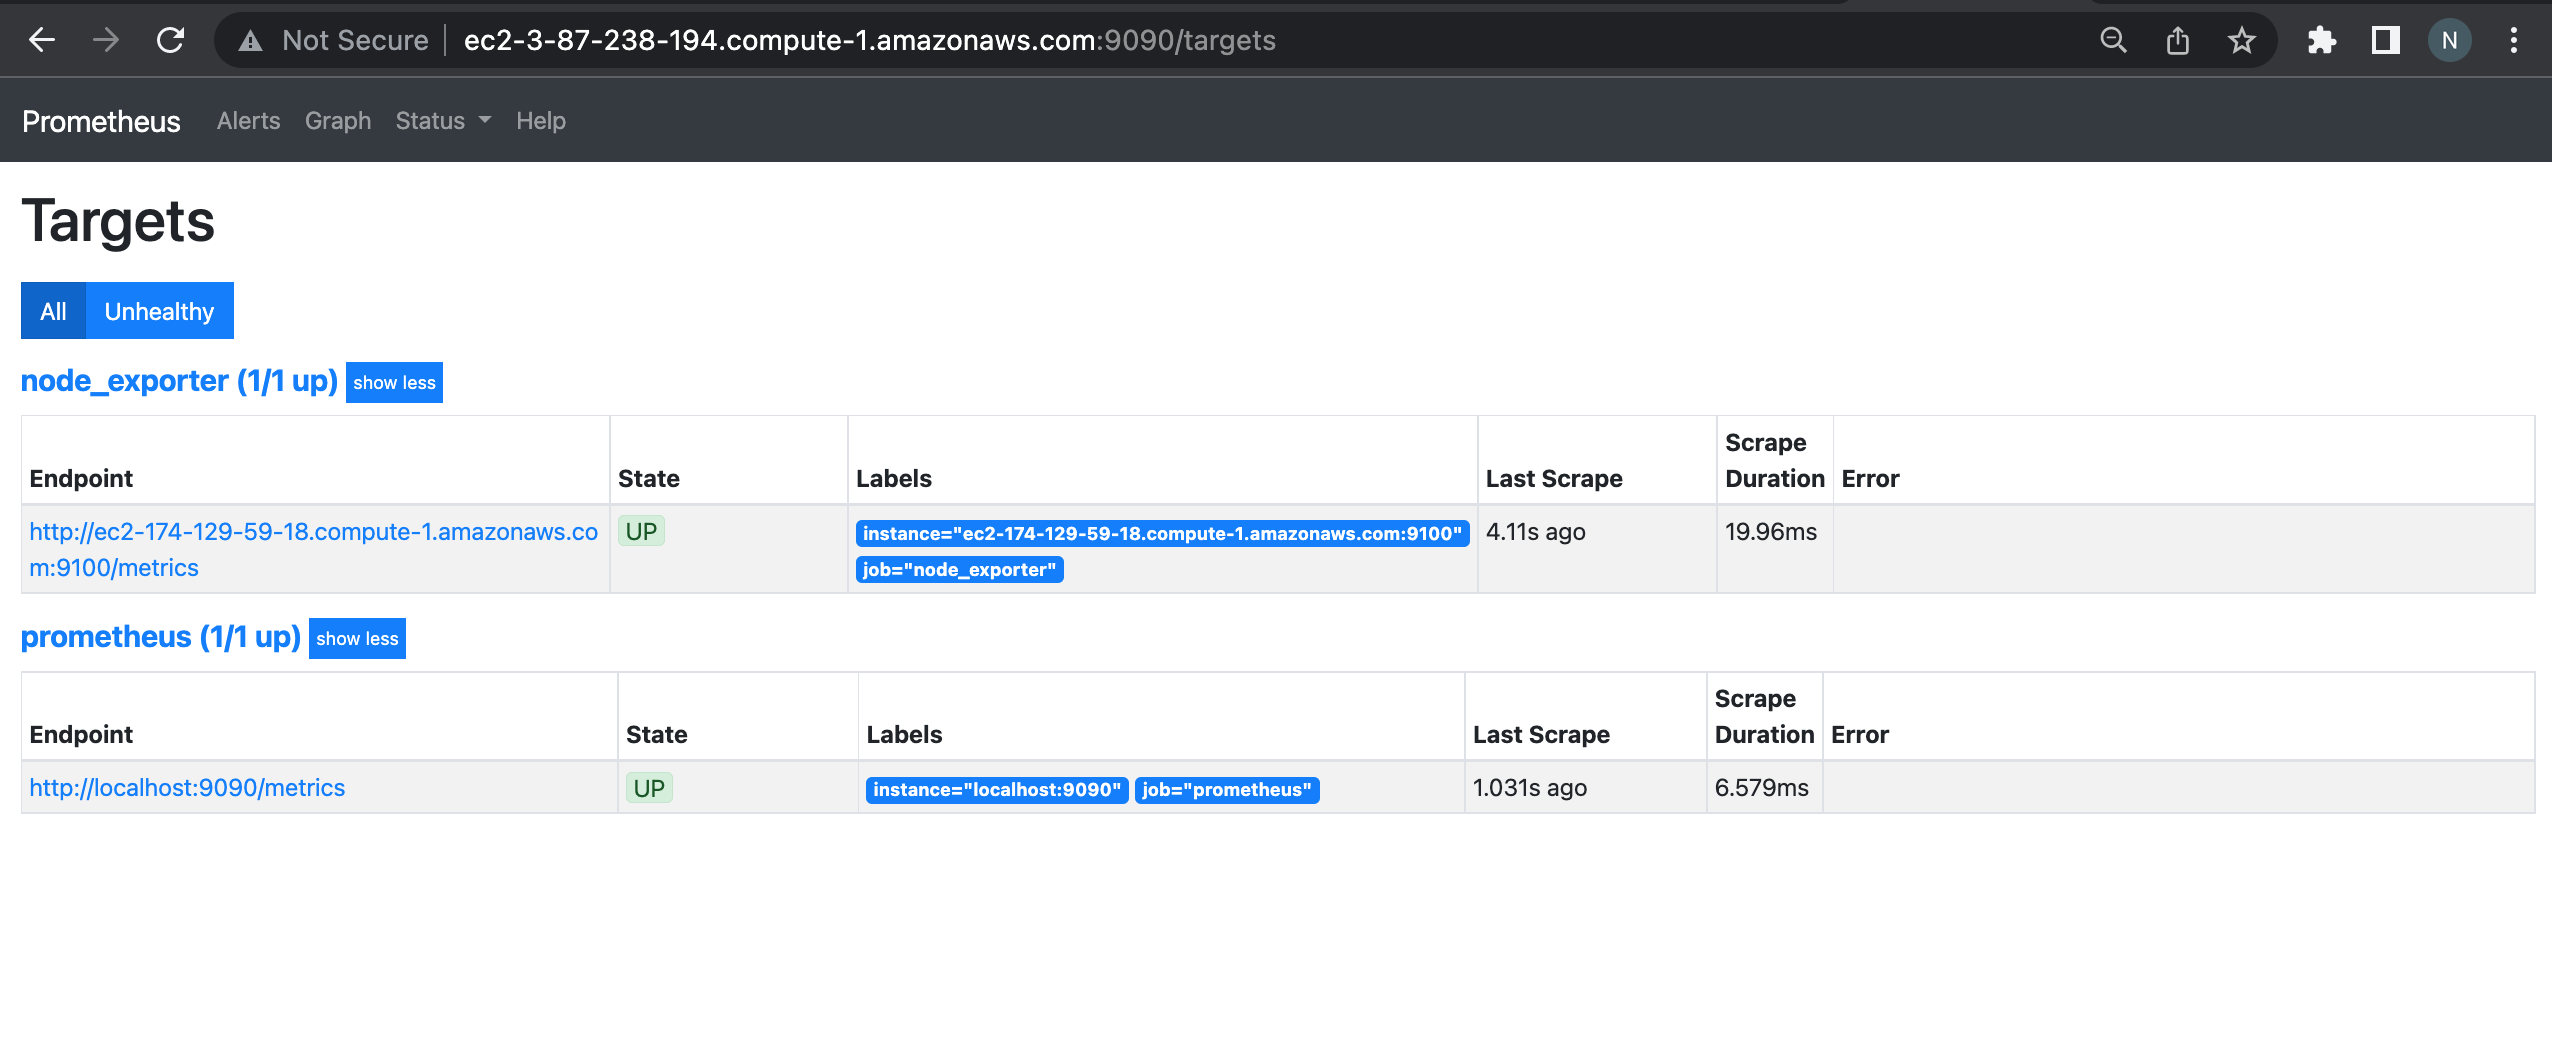 Not Secure ec2-3-87-238-194.compute-1.amazonaws.com:9090/targets N
Prometheus Alerts Graph Status Help
Targets
All Unhealthy
node_exporter (1/1 up) show less
Endpoint State Labels Last Scrape Scrape Duration Error
http://ec2-174-129-59-18.compute-1.amazonaws.co
m:9100/metrics
UP
instance="ec2-174-129-59-18.compute-1.amazonaws.com:9100"
job="node_exporter"
4.11s ago
19.96ms
prometheus (1/1 up) show less
Endpoint State Labels Last Scrape Scrape Duration Error
http://localhost:9090/metrics UP instance="localhost:9090" job="prometheus" 1.031s ago 6.579ms